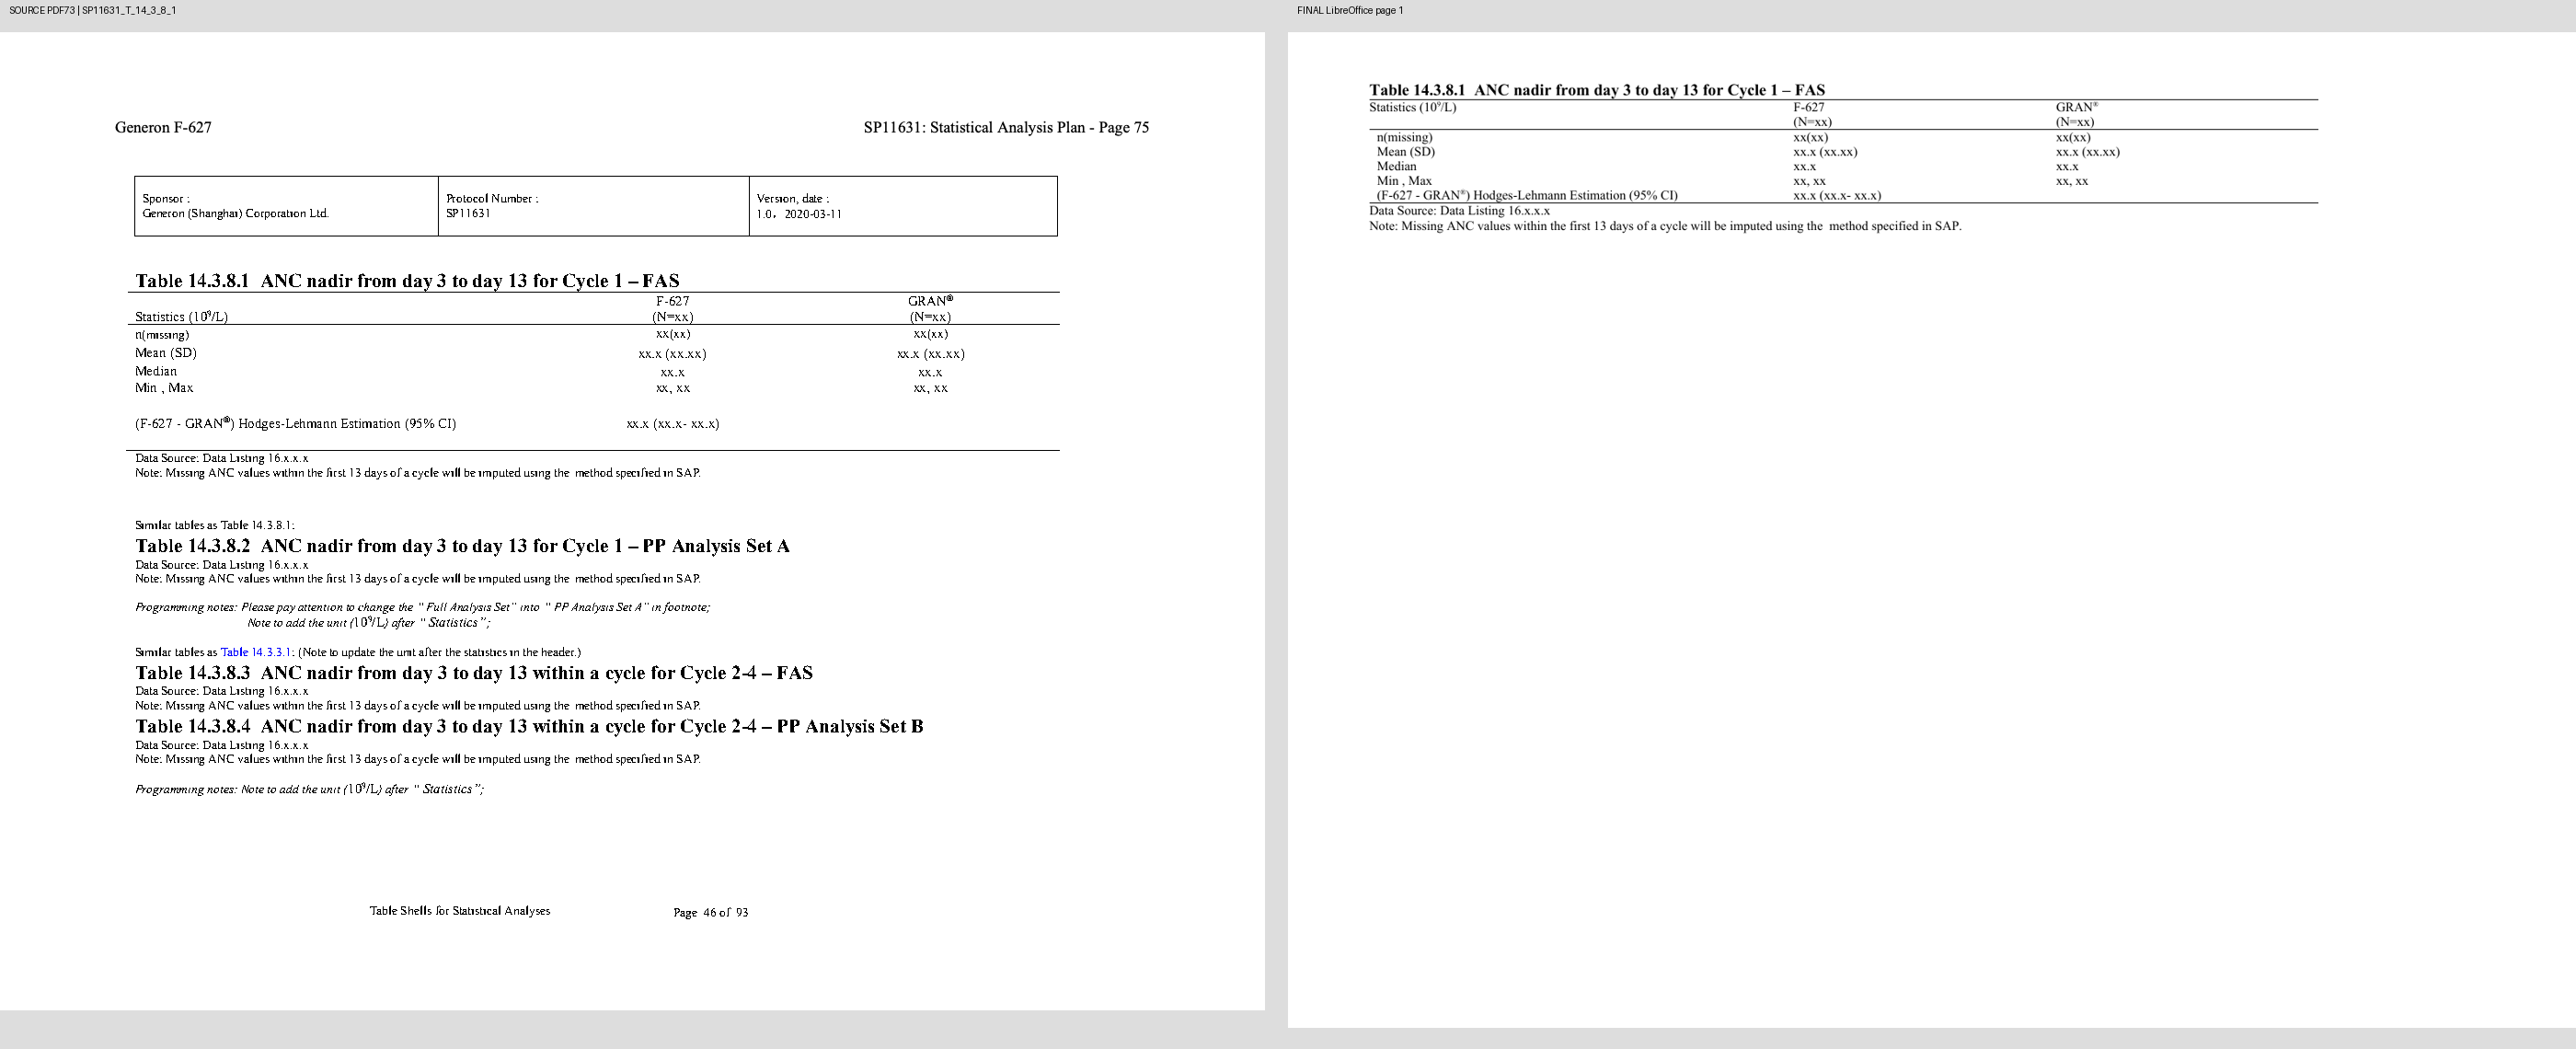 SOURCE PDF73 | SP11631_T_14_3_8_1
Generon F-627 SP11631: Statistical Analysis Plan - Page 75
Sponsor : Protocol Number : Version, date :
Generon (Shanghai) Corporation Ltd. SP11631 1.0，2020-03-11
Table 14.3.8.1  ANC nadir from day 3 to day 13 for Cycle 1 – FAS
F-627 GRAN®
Statistics (10⁹/L) (N=xx) (N=xx)
n(missing) xx(xx) xx(xx)
Mean (SD) xx.x (xx.xx) xx.x (xx.xx)
Median xx.x xx.x
Min , Max xx, xx xx, xx
(F-627 - GRAN®) Hodges-Lehmann Estimation (95% CI) xx.x (xx.x- xx.x)
Data Source: Data Listing 16.x.x.x
Note: Missing ANC values within the first 13 days of a cycle will be imputed using the  method specified in SAP.
Similar tables as Table 14.3.8.1:
Table 14.3.8.2  ANC nadir from day 3 to day 13 for Cycle 1 – PP Analysis Set A
Data Source: Data Listing 16.x.x.x
Note: Missing ANC values within the first 13 days of a cycle will be imputed using the  method specified in SAP.
Programming notes: Please pay attention to change the “ Full Analysis Set” into “ PP Analysis Set A” in footnote;
Note to add the unit (10⁹/L) after “ Statistics”;
Similar tables as Table 14.3.3.1: (Note to update the unit after the statistics in the header.)
Table 14.3.8.3  ANC nadir from day 3 to day 13 within a cycle for Cycle 2-4 – FAS
Data Source: Data Listing 16.x.x.x
Note: Missing ANC values within the first 13 days of a cycle will be imputed using the  method specified in SAP.
Table 14.3.8.4  ANC nadir from day 3 to day 13 within a cycle for Cycle 2-4 – PP Analysis Set B
Data Source: Data Listing 16.x.x.x
Note: Missing ANC values within the first 13 days of a cycle will be imputed using the  method specified in SAP.
Programming notes: Note to add the unit (10⁹/L) after “ Statistics”;
Table Shells for Statistical Analyses Page 46 of 93
FINAL LibreOffice page 1
Table 14.3.8.1  ANC nadir from day 3 to day 13 for Cycle 1 – FAS
Statistics (10⁹/L) F-627 GRAN®
(N=xx) (N=xx)
n(missing) xx(xx) xx(xx)
Mean (SD) xx.x (xx.xx) xx.x (xx.xx)
Median xx.x xx.x
Min , Max xx, xx xx, xx
(F-627 - GRAN®) Hodges-Lehmann Estimation (95% CI) xx.x (xx.x- xx.x)
Data Source: Data Listing 16.x.x.x
Note: Missing ANC values within the first 13 days of a cycle will be imputed using the  method specified in SAP.